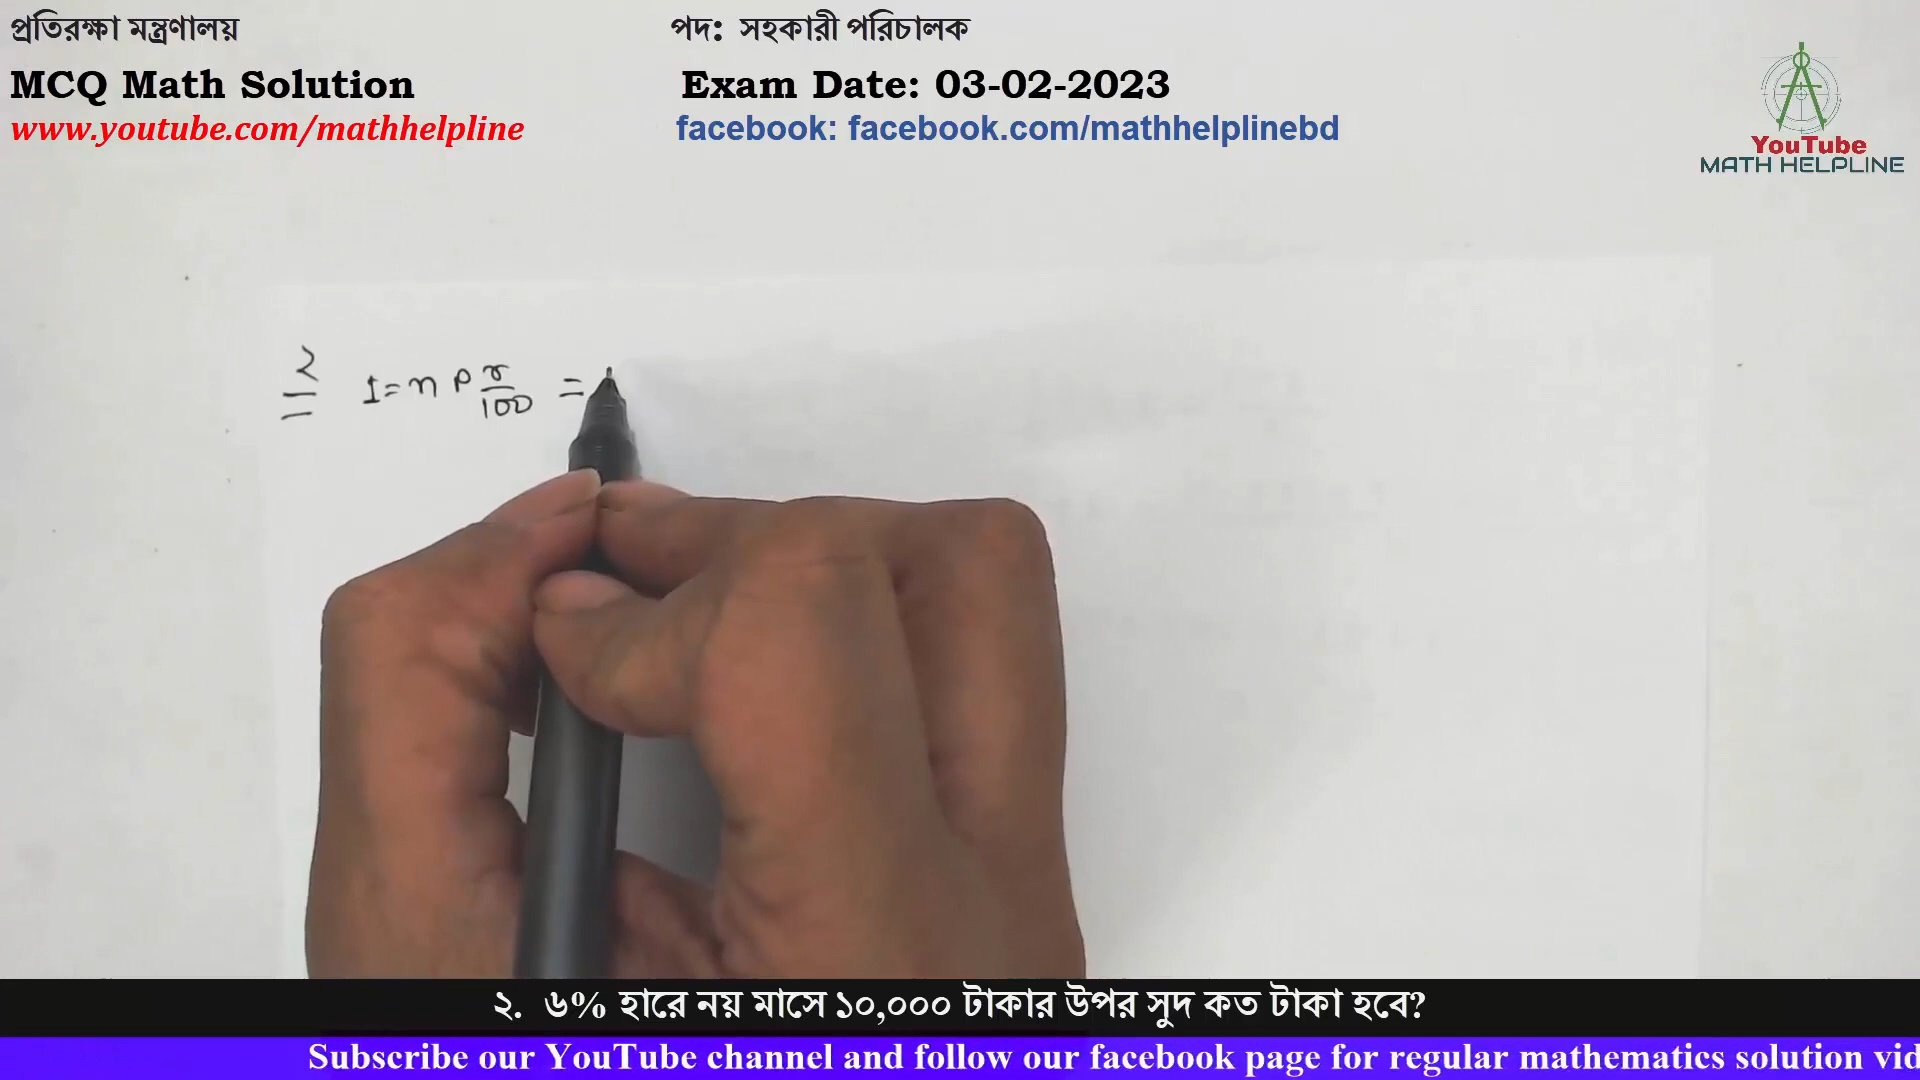 প্রতিরক্ষা মন্ত্রণালয়
পদ: সহকারী পরিচালক
MCQ Math Solution
Exam Date: 03-02-2023
www.youtube.com/mathhelpline
facebook: facebook.com/mathhelplinebd
YouTube
MATH HELPLINE
২ I = n P r/100 =
২. ৬% হারে নয় মাসে ১০,০০০ টাকার উপর সুদ কত টাকা হবে?
Subscribe our YouTube channel and follow our facebook page for regular mathematics solution vid